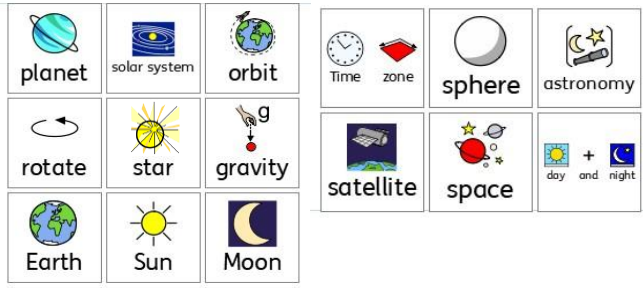 planet
solar system
orbit
rotate
star
g
gravity
Earth
Sun
Moon
Time zone
sphere
astronomy
satellite
space
day and night